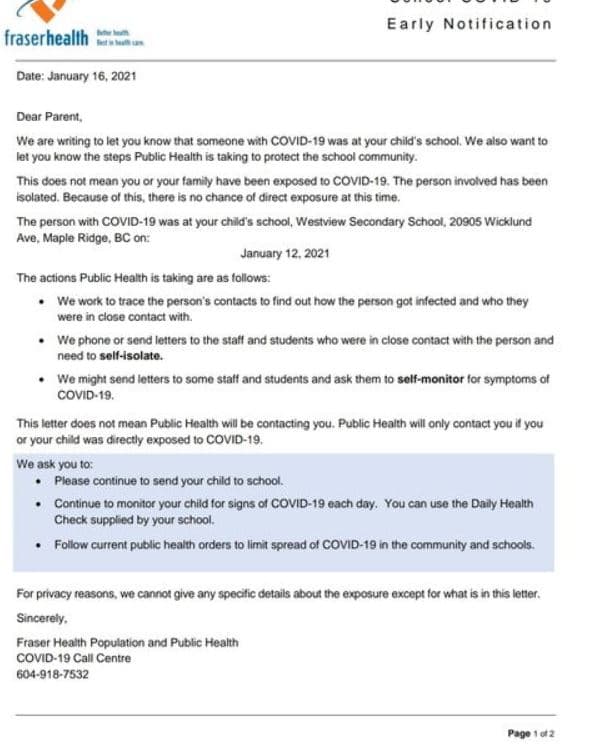 School COVID-19
Early Notification
fraserhealth
Better health.
Best in health care.
Date: January 16, 2021
Dear Parent,
We are writing to let you know that someone with COVID-19 was at your child's school. We also want to
let you know the steps Public Health is taking to protect the school community.
This does not mean you or your family have been exposed to COVID-19. The person involved has been
isolated. Because of this, there is no chance of direct exposure at this time.
The person with COVID-19 was at your child's school, Westview Secondary School, 20905 Wicklund
Ave, Maple Ridge, BC on:
January 12, 2021
The actions Public Health is taking are as follows:
• We work to trace the person's contacts to find out how the person got infected and who they
were in close contact with.
• We phone or send letters to the staff and students who were in close contact with the person and
need to self-isolate.
• We might send letters to some staff and students and ask them to self-monitor for symptoms of
COVID-19.
This letter does not mean Public Health will be contacting you. Public Health will only contact you if you
or your child was directly exposed to COVID-19.
We ask you to:
• Please continue to send your child to school.
• Continue to monitor your child for signs of COVID-19 each day. You can use the Daily Health
Check supplied by your school.
• Follow current public health orders to limit spread of COVID-19 in the community and schools.
For privacy reasons, we cannot give any specific details about the exposure except for what is in this letter.
Sincerely,
Fraser Health Population and Public Health
COVID-19 Call Centre
604-918-7532
Page 1 of 2